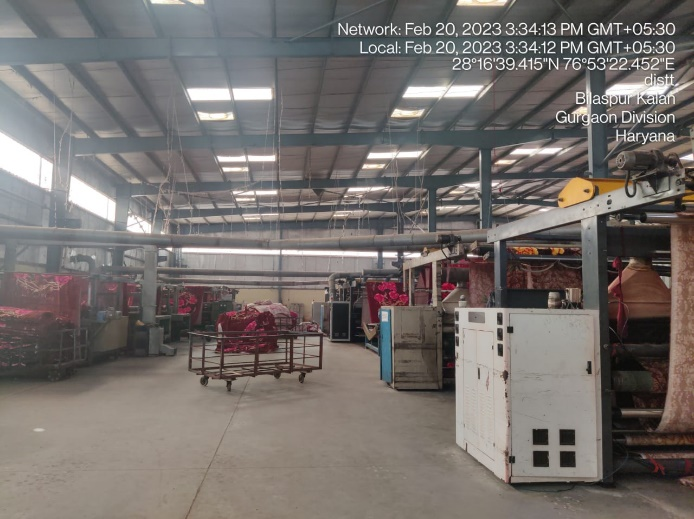 Network: Feb 20, 2023 3:34:13 PM GMT+05:30
Local: Feb 20, 2023 3:34:12 PM GMT+05:30
28°16'39.415"N 76°53'22.452"E
distt
Bilaspur Kalan
Gurgaon Division
Haryana